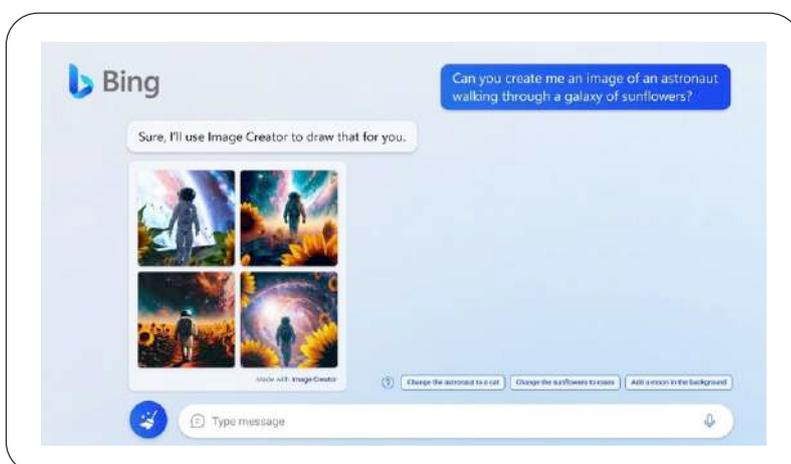 Bing
Can you create me an image of an astronaut
walking through a galaxy of sunflowers?
Sure, I'll use Image Creator to draw that for you.
Made with Image Creator
Change the astronaut to a cat
Change the sunflowers to roses
Add a moon in the background
Type message